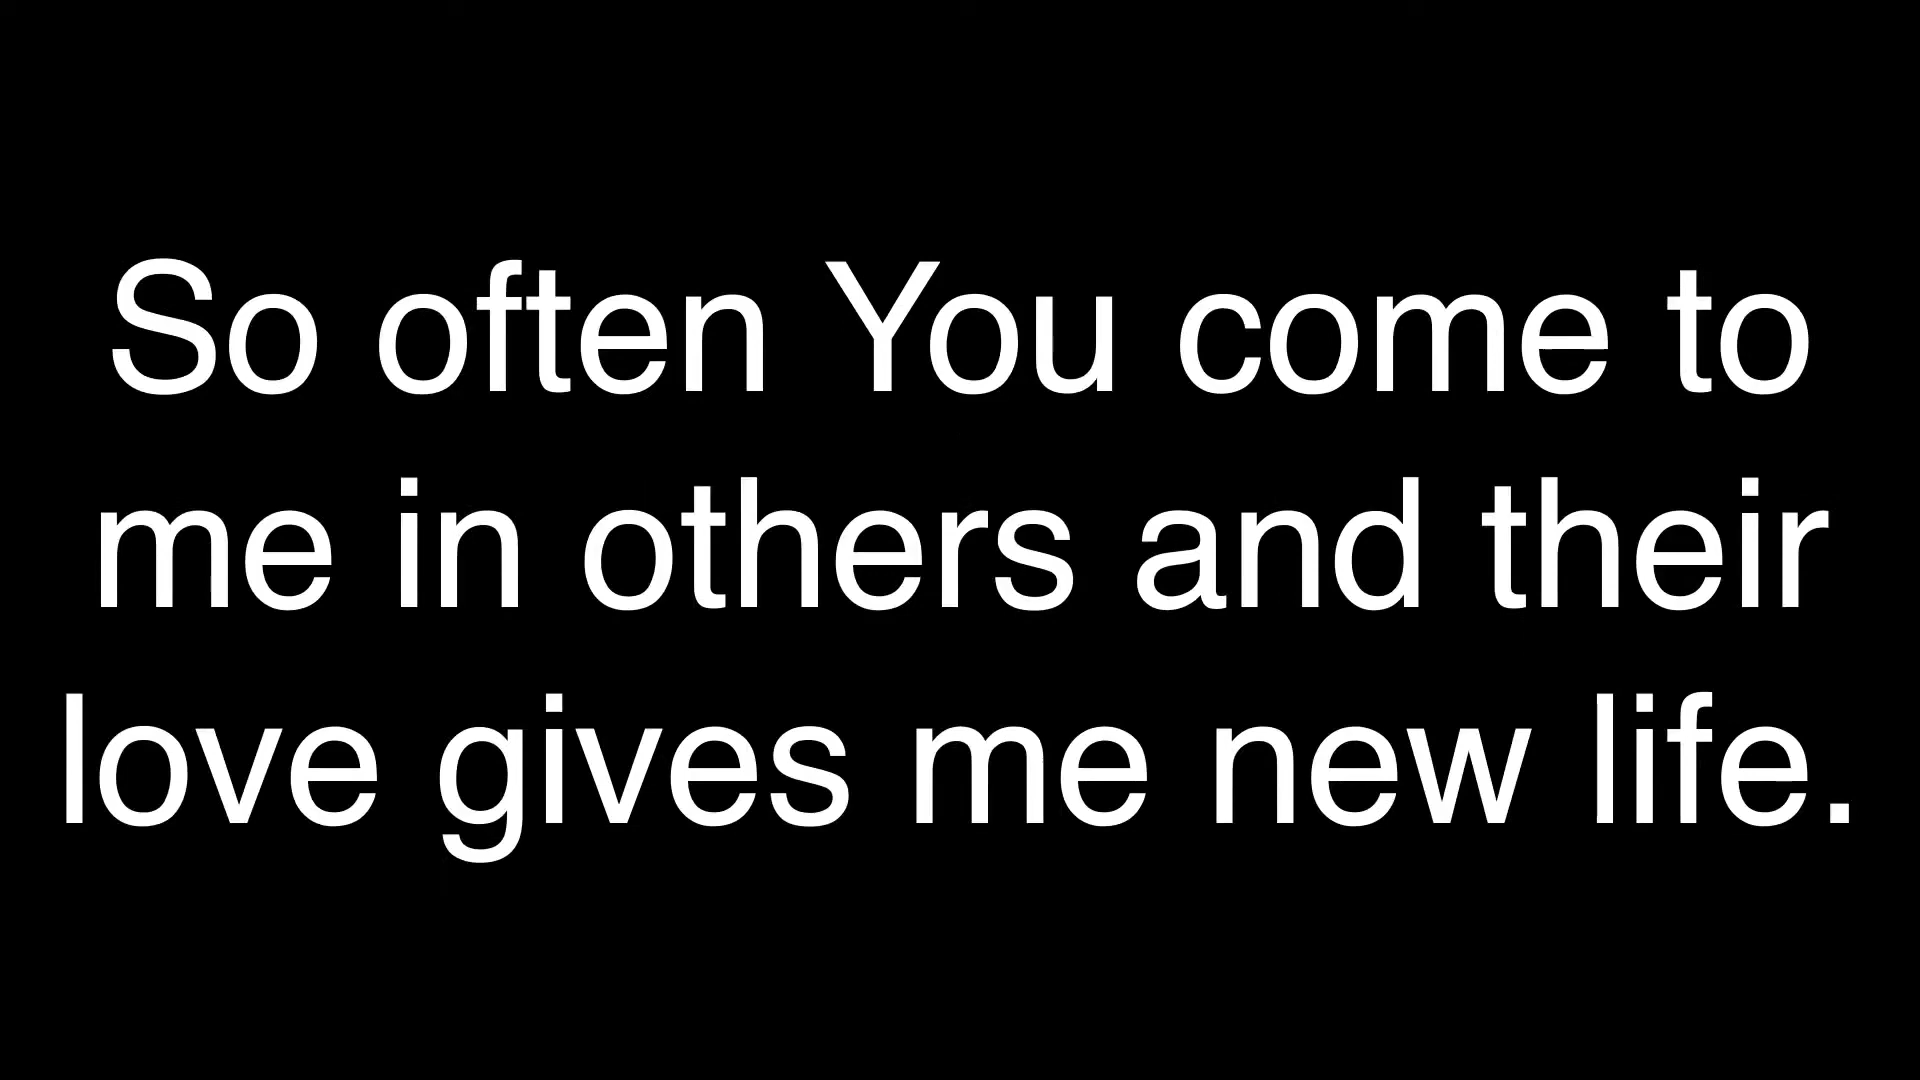 So often You come to
me in others and their
love gives me new life.